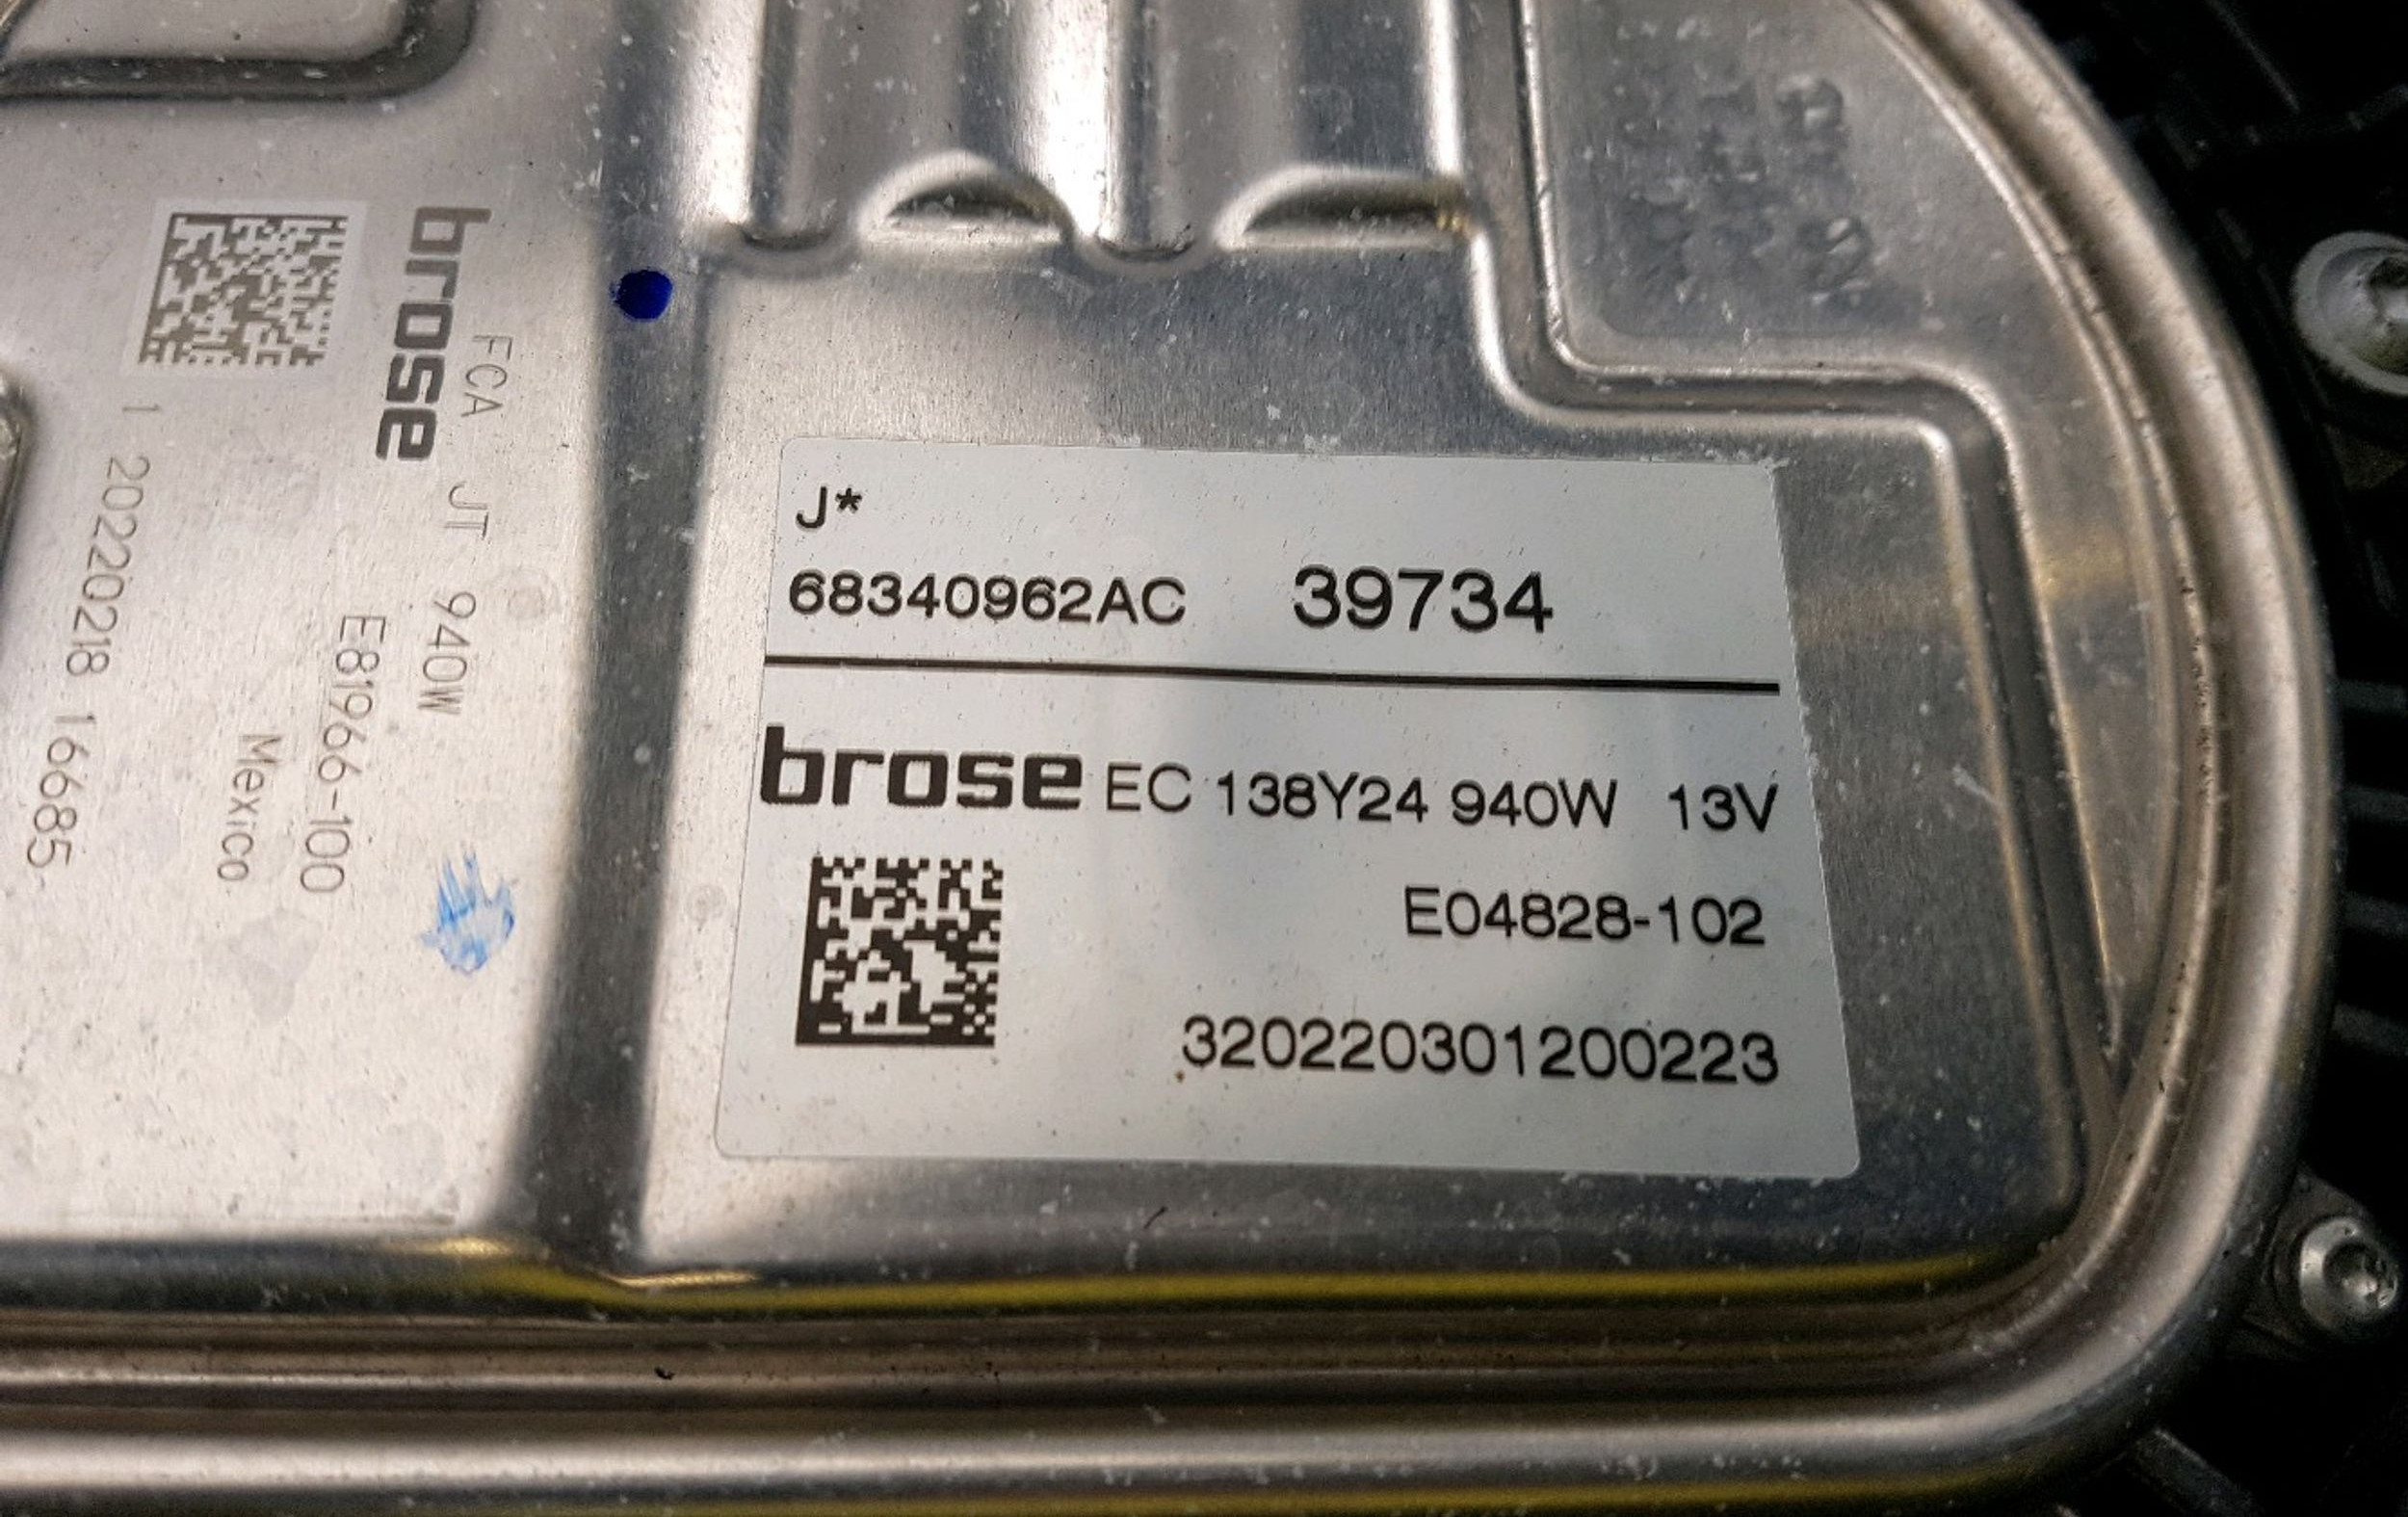 brose
FCA JT 940W
E81966-100
Mexico
1 20220218 16685
J*
68340962AC 39734
brose EC 138Y24 940W 13V
E04828-102
320220301200223